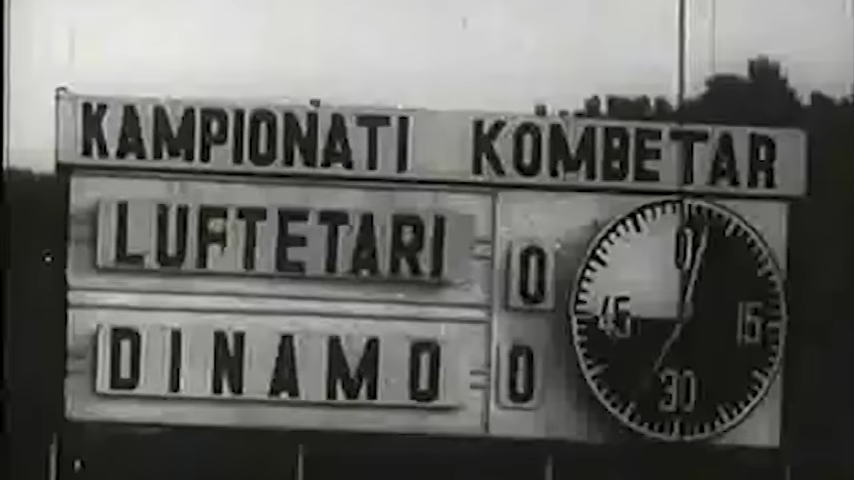 KAMPIONATI KOMBETAR
LUFTETARI 0
DINAMO 0
0
45 15
30